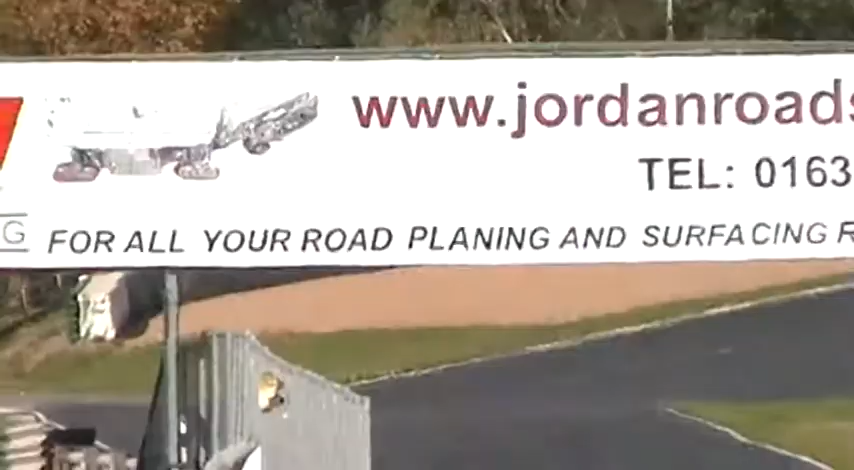 www.jordanroads
TEL: 0163
G FOR ALL YOUR ROAD PLANING AND SURFACING R